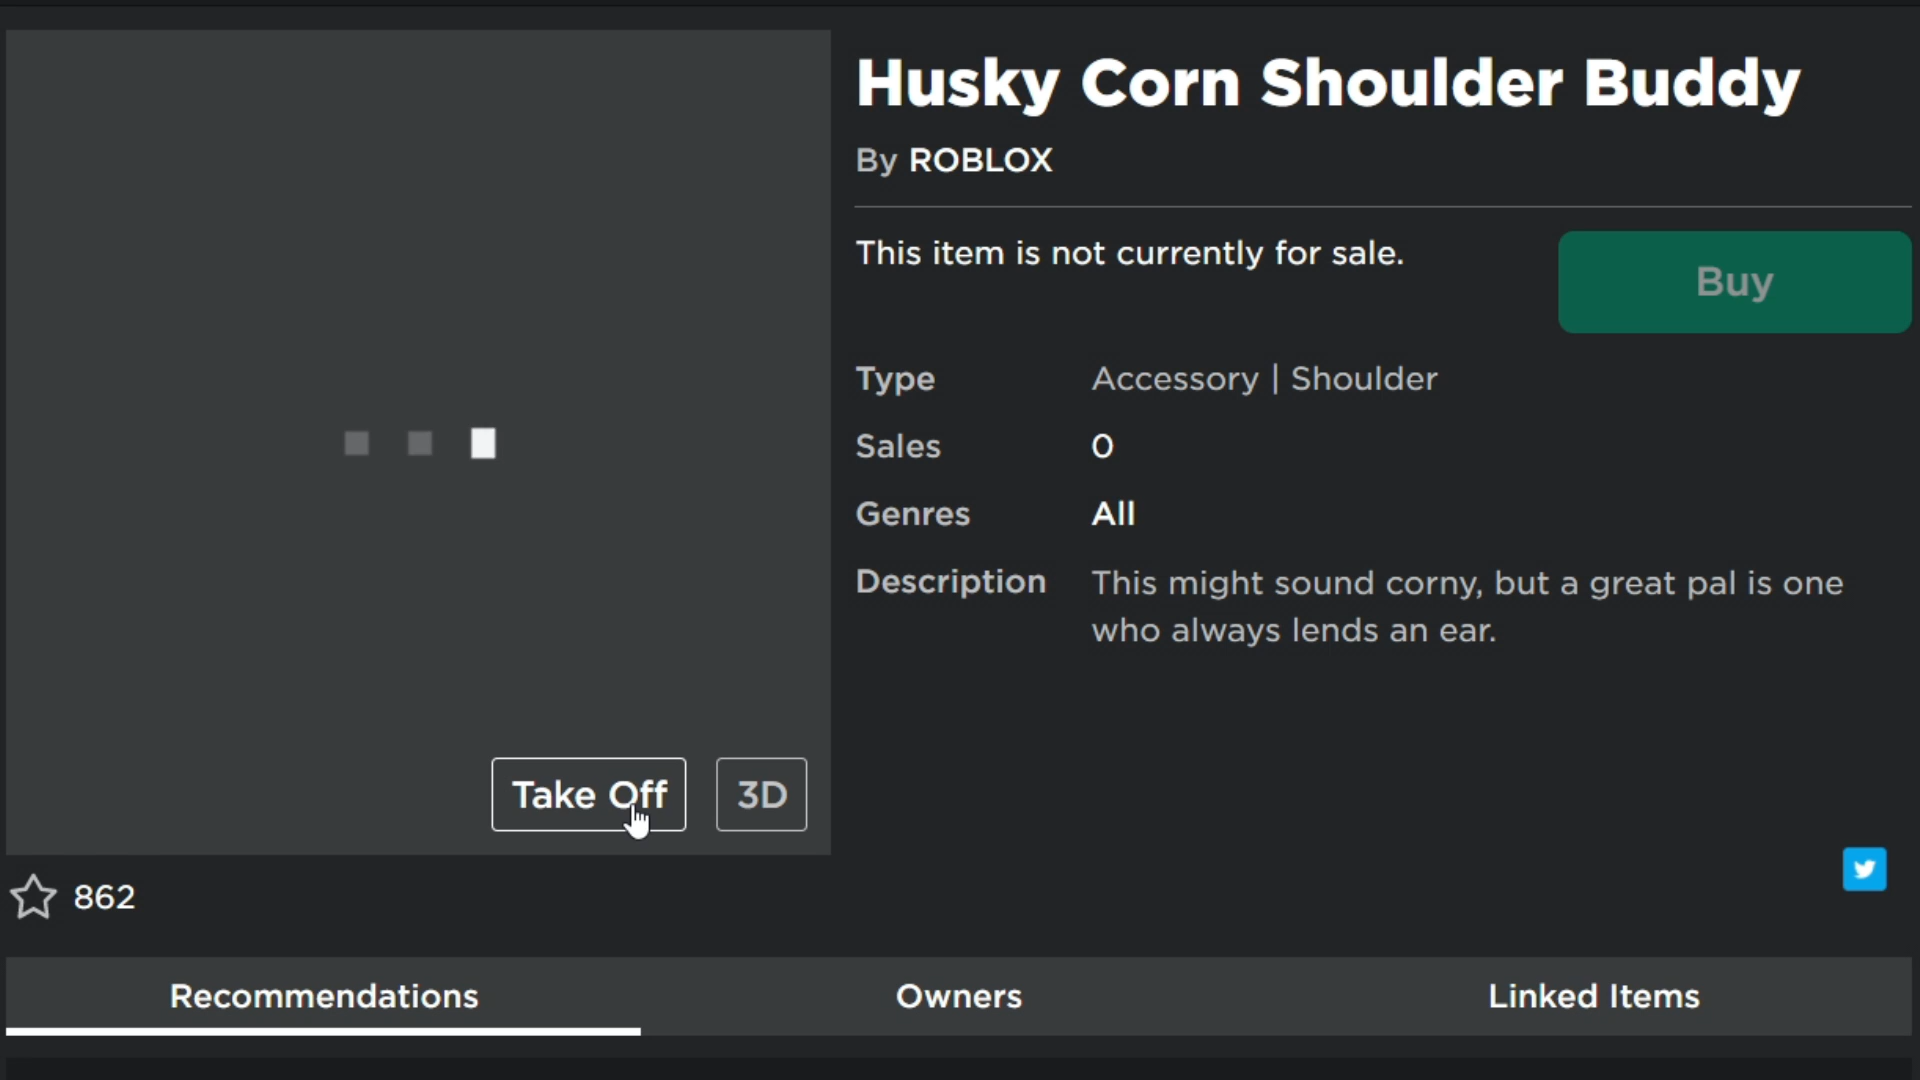 Husky Corn Shoulder Buddy
By ROBLOX
This item is not currently for sale.
Buy
Type Accessory | Shoulder
Sales 0
Genres All
Description This might sound corny, but a great pal is one
who always lends an ear.
Take Off 3D
862
Recommendations Owners Linked Items